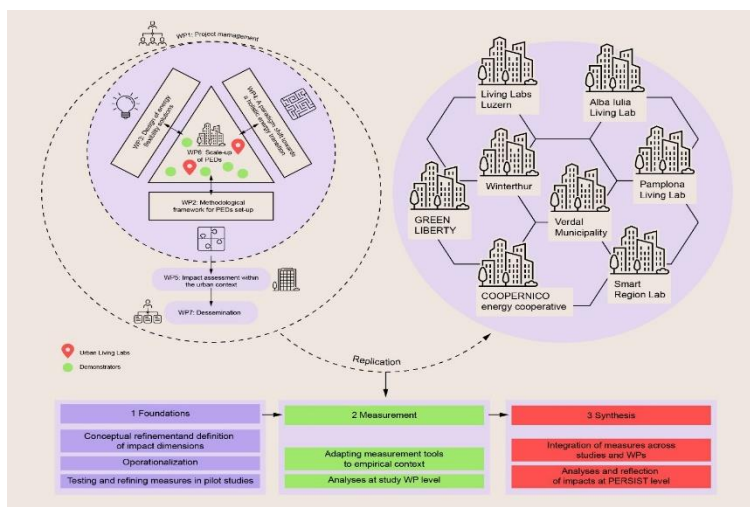 WP1: Project management
WP3: Design of energy
flexibility solutions
WP4: A paradigm shift towards
a holistic energy transition
WP6: Scale-up
of PEDs
WP2: Methodological
framework for PEDs set-up
WP5: Impact assessment within
the urban context
WP7: Dessemination
Urban Living Labs
Demonstrators
Living Labs
Luzern
Alba Iulia
Living Lab
Winterthur
Pamplona
Living Lab
GREEN
LIBERTY
Verdal
Municipality
COOPERNICO
energy cooperative
Smart
Region Lab
Replication
1 Foundations
Conceptual refinementand definition
of impact dimensions
Operationalization
Testing and refining measures in pilot studies
2 Measurement
Adapting measurement tools
to empirical context
Analyses at study WP level
3 Synthesis
Integration of measures across
studies and WPs
Analyses and reflection
of impacts at PERSIST level